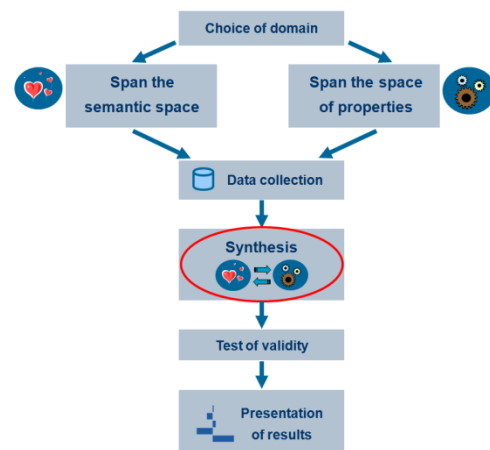 Choice of domain
Span the
semantic space
Span the space
of properties
Data collection
Synthesis
Test of validity
Presentation
of results